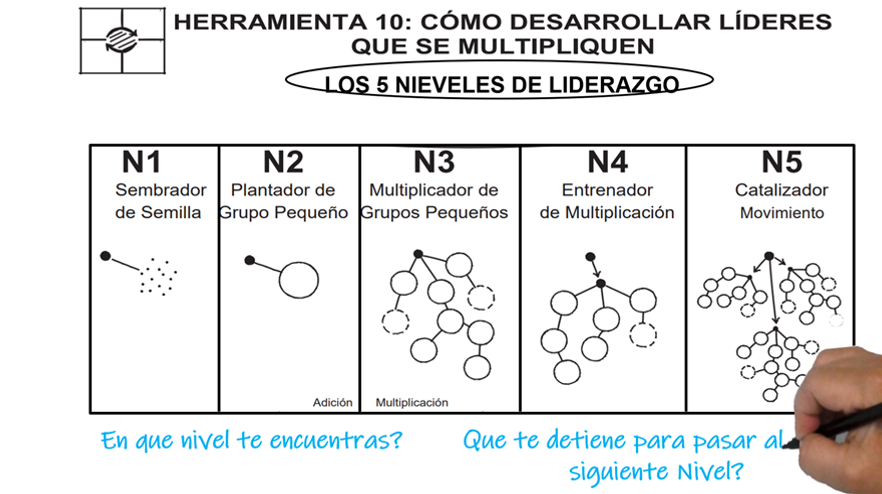 HERRAMIENTA 10: CÓMO DESARROLLAR LÍDERES
QUE SE MULTIPLIQUEN
LOS 5 NIEVELES DE LIDERAZGO
N1
Sembrador
de Semilla
N2
Plantador de
Grupo Pequeño
Adición
N3
Multiplicador de
Grupos Pequeños
Multiplicación
N4
Entrenador
de Multiplicación
N5
Catalizador
Movimiento
En que nivel te encuentras?
Que te detiene para pasar al
siguiente Nivel?